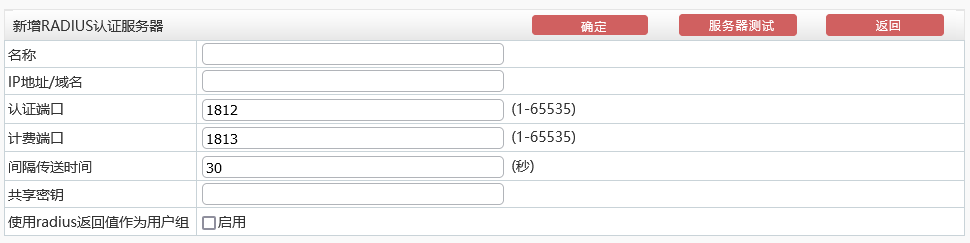 新增RADIUS认证服务器 确定 服务器测试 返回
名称
IP地址/域名
认证端口 1812 (1-65535)
计费端口 1813 (1-65535)
间隔传送时间 30 (秒)
共享密钥
使用radius返回值作为用户组 启用